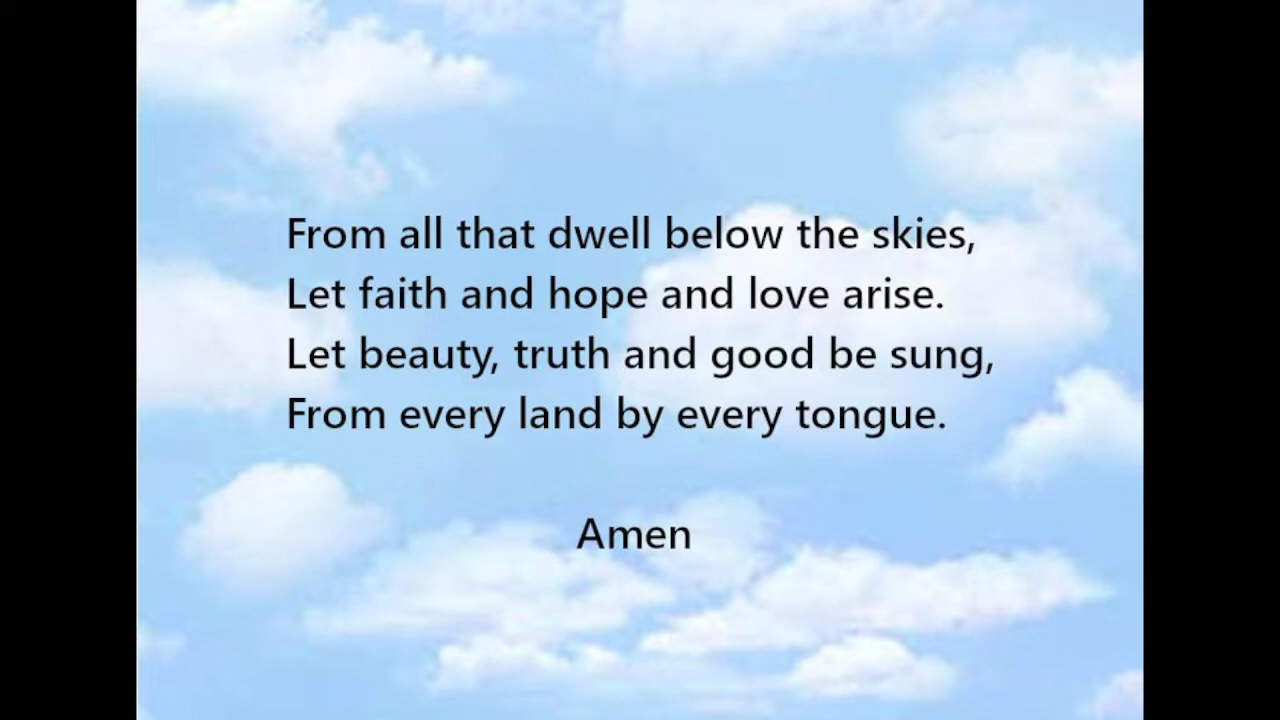 From all that dwell below the skies,
Let faith and hope and love arise.
Let beauty, truth and good be sung,
From every land by every tongue.
Amen